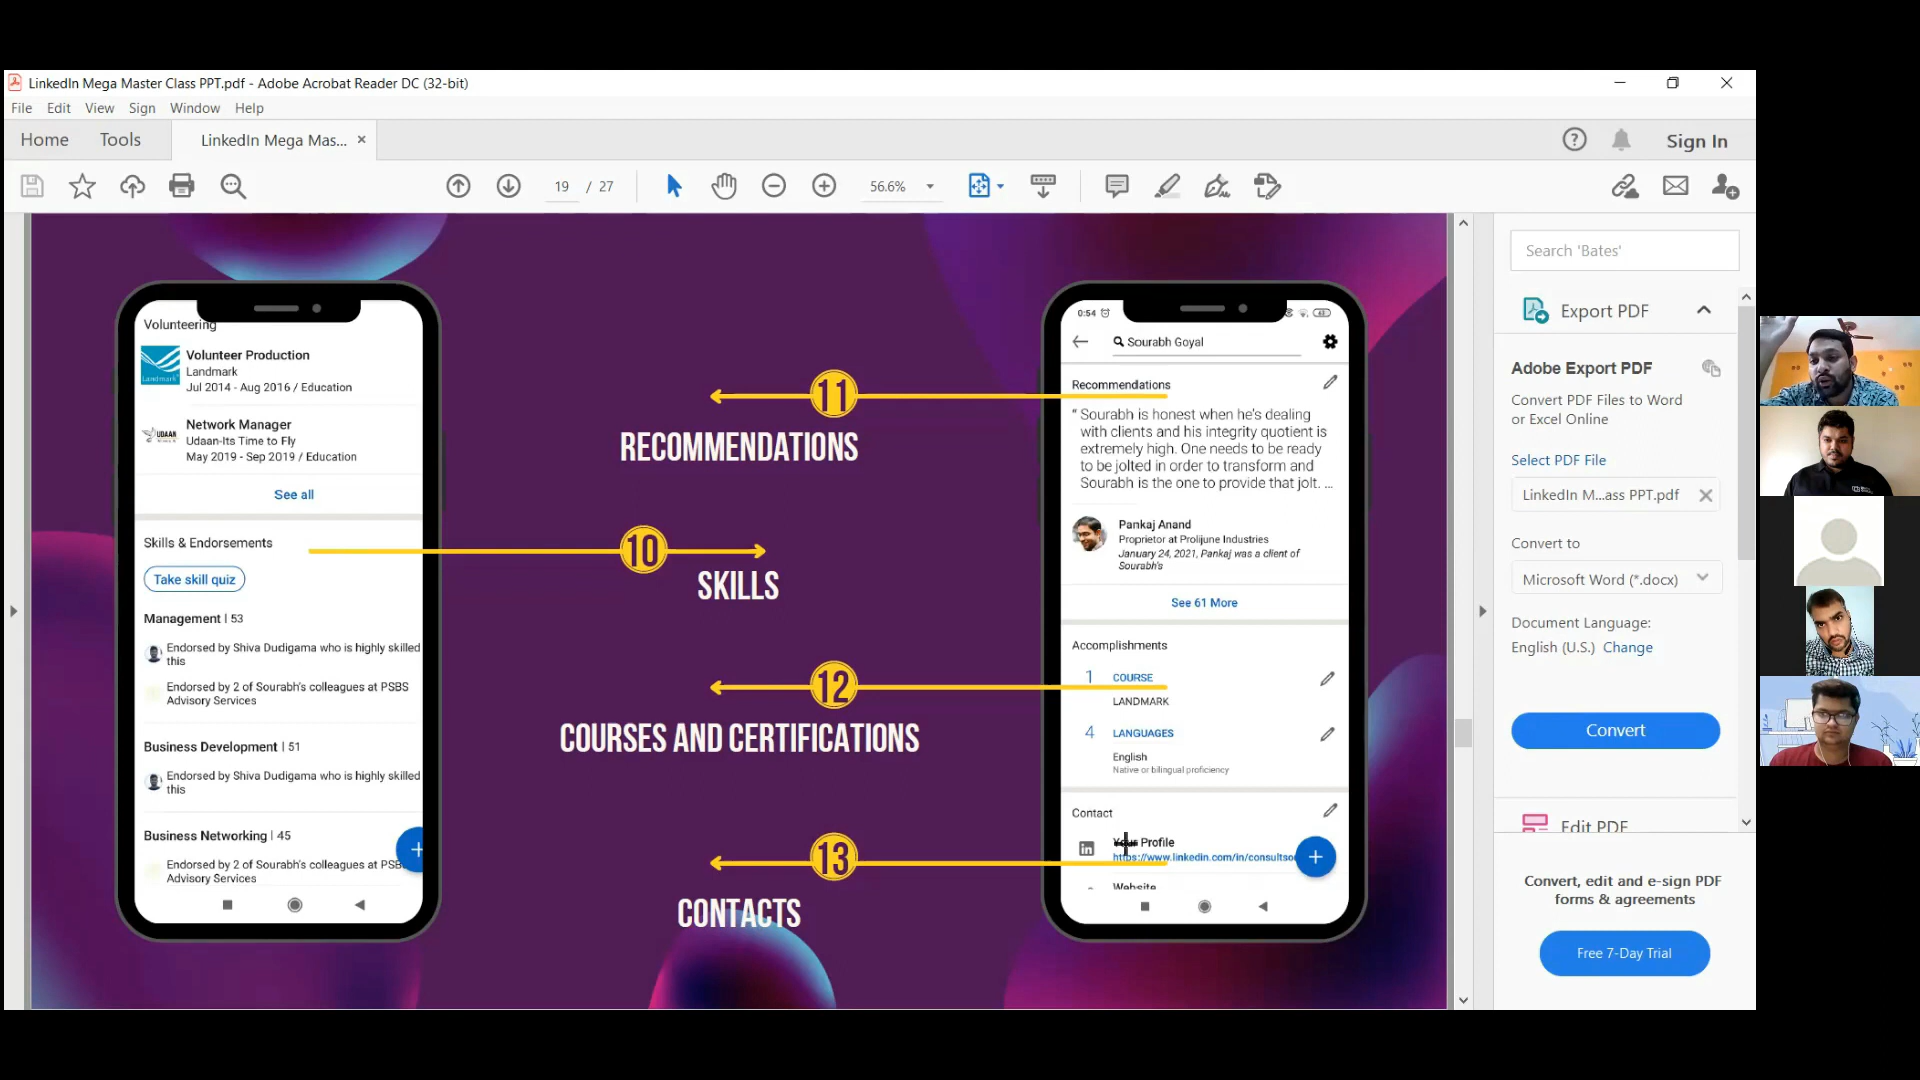 LinkedIn Mega Master Class PPT.pdf - Adobe Acrobat Reader DC (32-bit)
File Edit View Sign Window Help
Home Tools LinkedIn Mega Mas... ×
Sign In
19 / 27
56.6%
Volunteering
Volunteer Production
Landmark
Landmark
Jul 2014 - Aug 2016 / Education
Network Manager
UDAAN
Udaan-Its Time to Fly
May 2019 - Sep 2019 / Education
See all
Skills & Endorsements
Take skill quiz
Management | 53
Endorsed by Shiva Dudigama who is highly skilled
this
Endorsed by 2 of Sourabh's colleagues at PSBS
Advisory Services
Business Development | 51
Endorsed by Shiva Dudigama who is highly skilled
this
Business Networking | 45
Endorsed by 2 of Sourabh's colleagues at PSB
Advisory Services
11
RECOMMENDATIONS
10
SKILLS
12
COURSES AND CERTIFICATIONS
13
CONTACTS
0:54
Sourabh Goyal
Recommendations
“ Sourabh is honest when he's dealing
with clients and his integrity quotient is
extremely high. One needs to be ready
to be jolted in order to transform and
Sourabh is the one to provide that jolt. ...
Pankaj Anand
Proprietor at Prolijune Industries
January 24, 2021, Pankaj was a client of
Sourabh's
See 61 More
Accomplishments
1 COURSE
LANDMARK
4 LANGUAGES
English
Native or bilingual proficiency
Contact
Your Profile
https://www.linkedin.com/in/consultso
Website
Search 'Bates'
Export PDF
Adobe Export PDF
Convert PDF Files to Word
or Excel Online
Select PDF File
LinkedIn M...ass PPT.pdf
Convert to
Microsoft Word (*.docx)
Document Language:
English (U.S.) Change
Convert
Edit PDF
Convert, edit and e-sign PDF
forms & agreements
Free 7-Day Trial